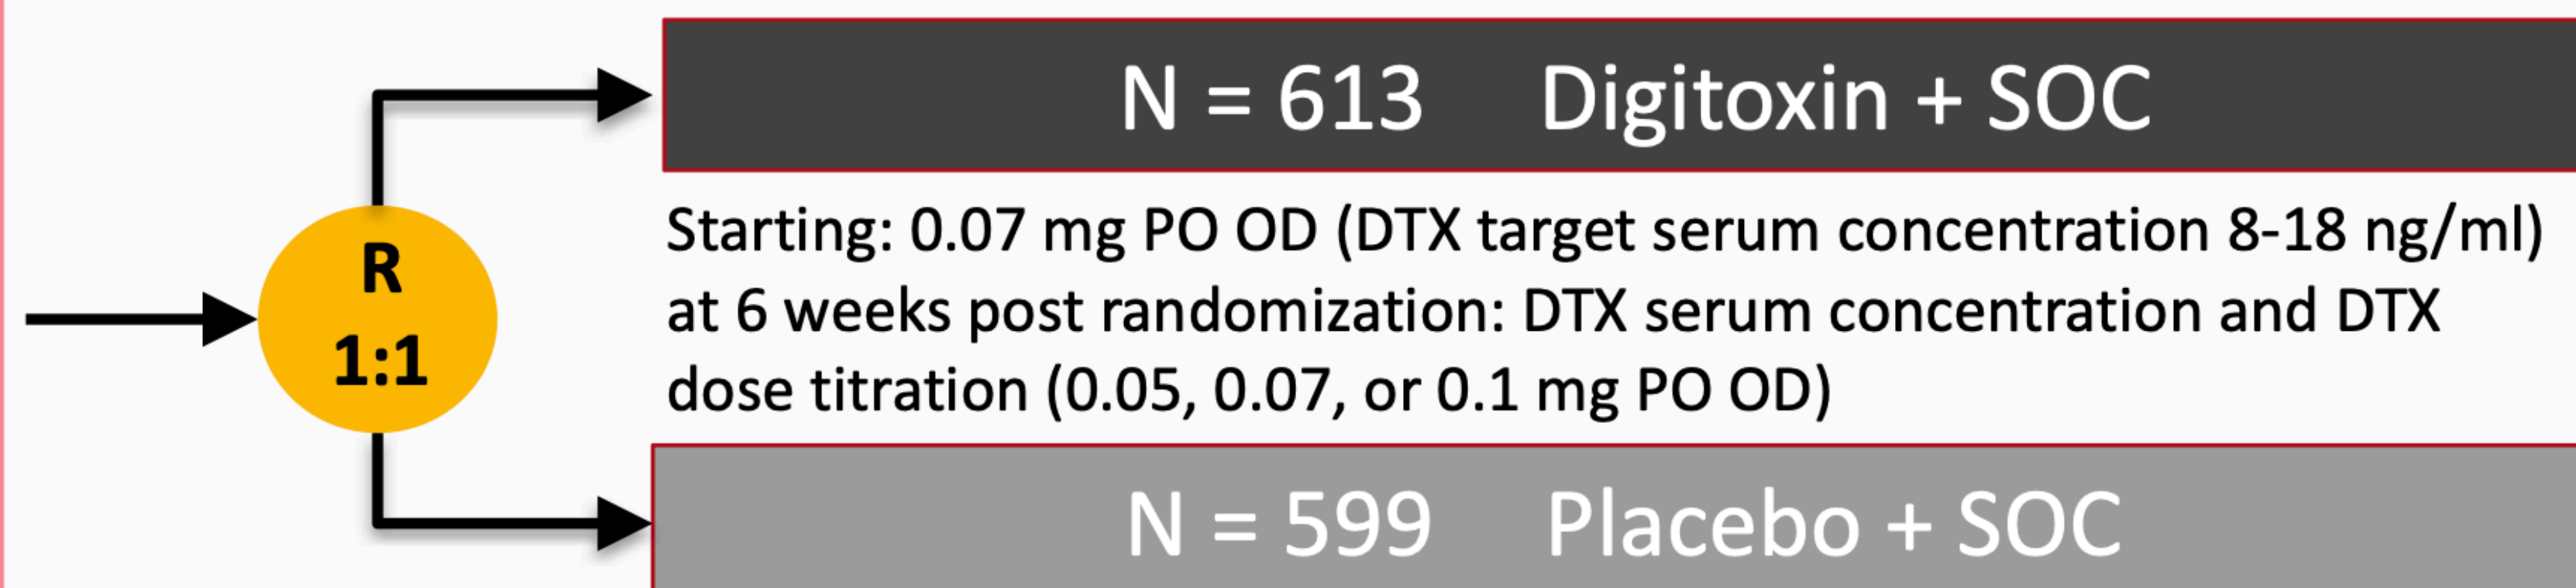 R
1:1
N = 613 Digitoxin + SOC
Starting: 0.07 mg PO OD (DTX target serum concentration 8-18 ng/ml)
at 6 weeks post randomization: DTX serum concentration and DTX
dose titration (0.05, 0.07, or 0.1 mg PO OD)
N = 599 Placebo + SOC